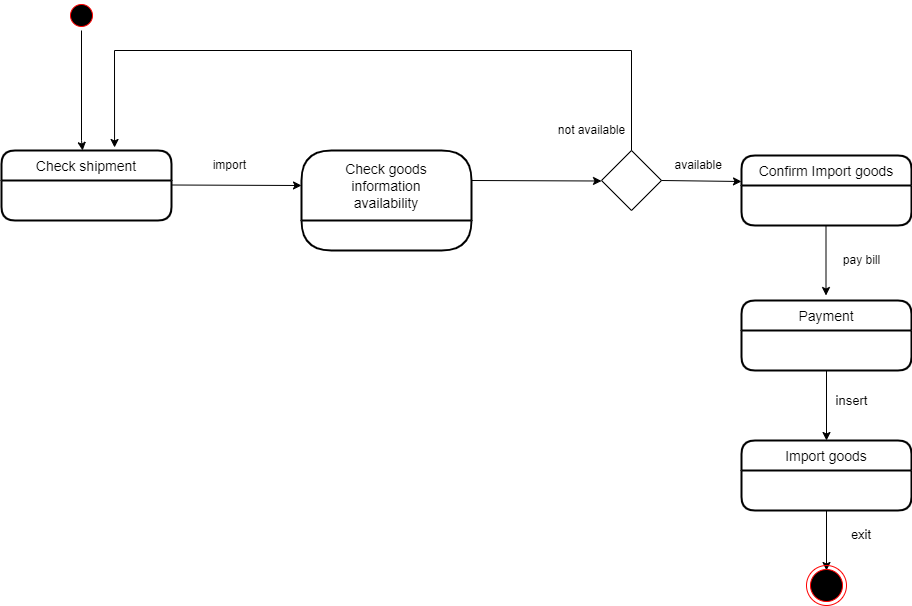 not available
Check shipment
import
Check goods
information
availability
available
Confirm Import goods
pay bill
Payment
insert
Import goods
exit